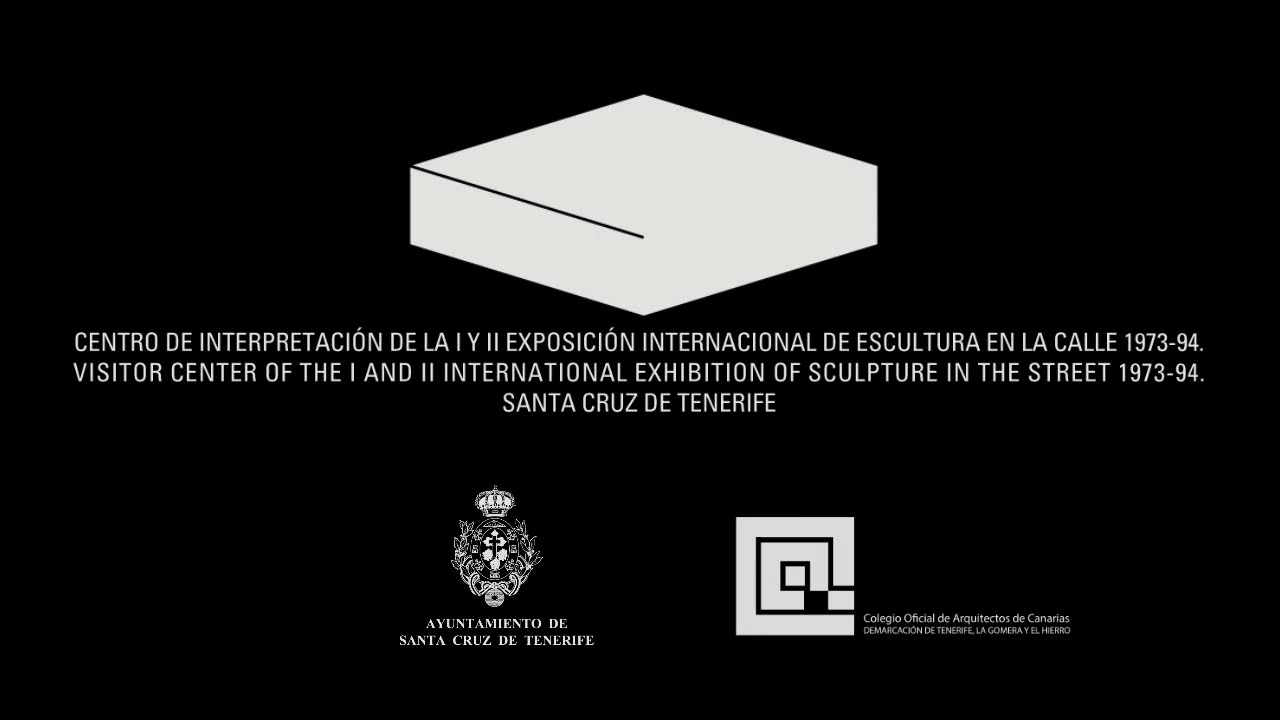 CENTRO DE INTERPRETACIÓN DE LA I Y II EXPOSICIÓN INTERNACIONAL DE ESCULTURA EN LA CALLE 1973-94.
VISITOR CENTER OF THE I AND II INTERNATIONAL EXHIBITION OF SCULPTURE IN THE STREET 1973-94.
SANTA CRUZ DE TENERIFE
AYUNTAMIENTO DE
SANTA CRUZ DE TENERIFE
Colegio Oficial de Arquitectos de Canarias
DEMARCACIÓN DE TENERIFE, LA GOMERA Y EL HIERRO